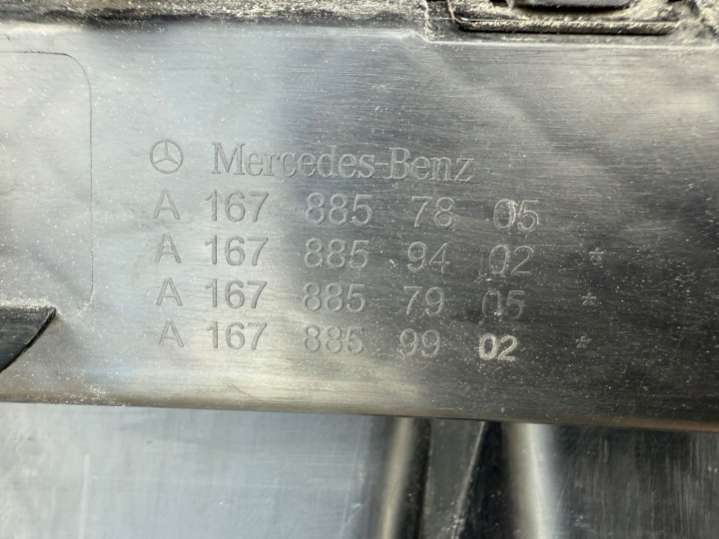 Mercedes-Benz
A 167 885 78 05
A 167 885 94 02 *
A 167 885 79 05 *
A 167 885 99 02 *